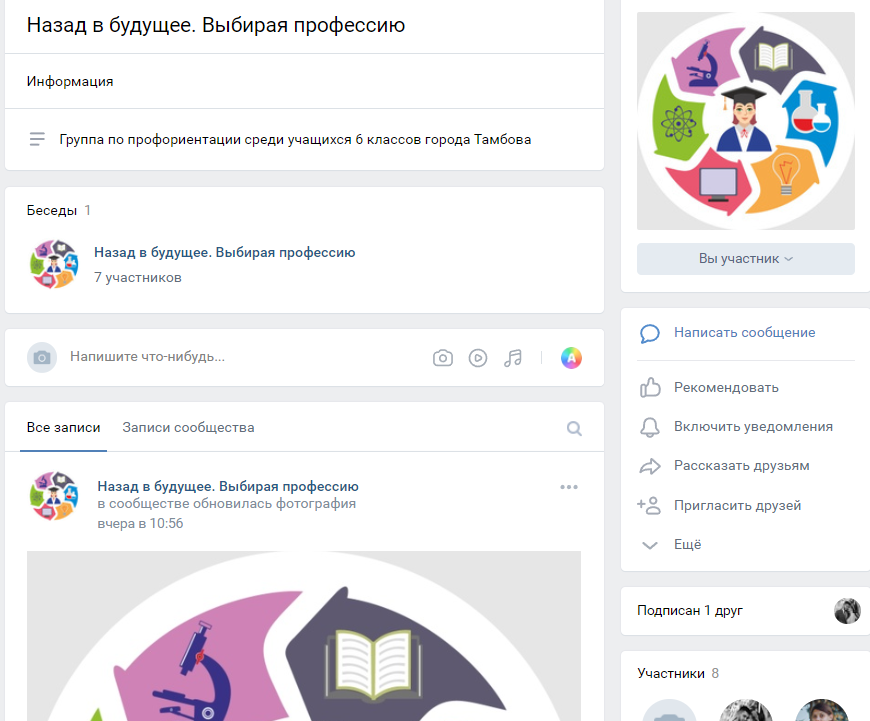 Назад в будущее. Выбирая профессию
Информация
Группа по профориентации среди учащихся 6 классов города Тамбова
Беседы 1
Назад в будущее. Выбирая профессию
7 участников
Напишите что-нибудь...
A
Все записи Записи сообщества
Назад в будущее. Выбирая профессию
в сообществе обновилась фотография
вчера в 10:56
Вы участник
Написать сообщение
Рекомендовать
Включить уведомления
Рассказать друзьям
Пригласить друзей
Ещё
Подписан 1 друг
Участники 8